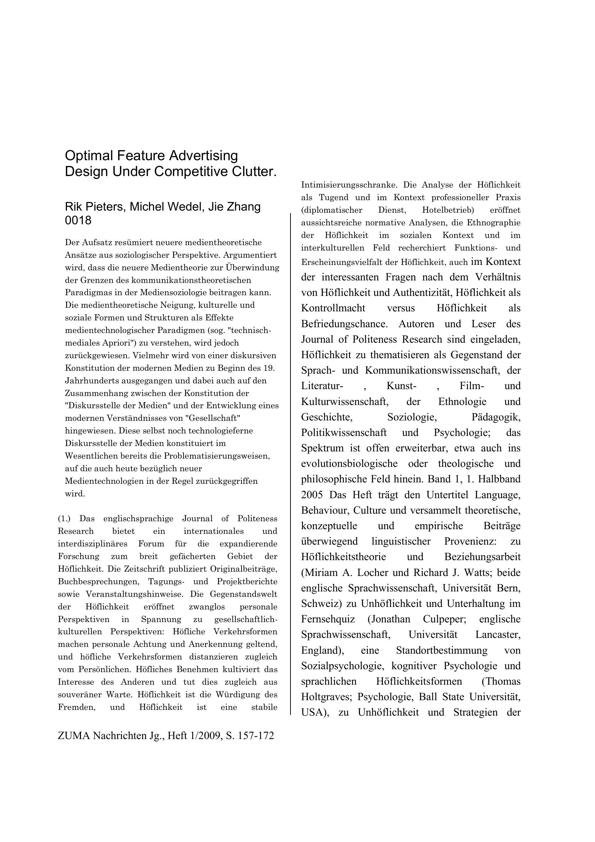 Optimal Feature Advertising
Design Under Competitive Clutter.
Rik Pieters, Michel Wedel, Jie Zhang
0018
Der Aufsatz resümiert neuere medientheoretische
Ansätze aus soziologischer Perspektive. Argumentiert
wird, dass die neuere Medientheorie zur Überwindung
der Grenzen des kommunikationstheoretischen
Paradigmas in der Mediensoziologie beitragen kann.
Die medientheoretische Neigung, kulturelle und
soziale Formen und Strukturen als Effekte
medientechnologischer Paradigmen (sog. "technisch-
mediales Apriori") zu verstehen, wird jedoch
zurückgewiesen. Vielmehr wird von einer diskursiven
Konstitution der modernen Medien zu Beginn des 19.
Jahrhunderts ausgegangen und dabei auch auf den
Zusammenhang zwischen der Konstitution der
"Diskursstelle der Medien" und der Entwicklung eines
modernen Verständnisses von "Gesellschaft"
hingewiesen. Diese selbst noch technologieferne
Diskursstelle der Medien konstituiert im
Wesentlichen bereits die Problematisierungsweisen,
auf die auch heute bezüglich neuer
Medientechnologien in der Regel zurückgegriffen
wird.
(1.) Das englischsprachige Journal of Politeness
Research bietet ein internationales und
interdisziplinäres Forum für die expandierende
Forschung zum breit gefächerten Gebiet der
Höflichkeit. Die Zeitschrift publiziert Originalbeiträge,
Buchbesprechungen, Tagungs- und Projektberichte
sowie Veranstaltungshinweise. Die Gegenstandswelt
der Höflichkeit eröffnet zwanglos personale
Perspektiven in Spannung zu gesellschaftlich-
kulturellen Perspektiven: Höfliche Verkehrsformen
machen personale Achtung und Anerkennung geltend,
und höfliche Verkehrsformen distanzieren zugleich
vom Persönlichen. Höfliches Benehmen kultiviert das
Interesse des Anderen und tut dies zugleich aus
souveräner Warte. Höflichkeit ist die Würdigung des
Fremden, und Höflichkeit ist eine stabile
Intimisierungsschranke. Die Analyse der Höflichkeit
als Tugend und im Kontext professioneller Praxis
(diplomatischer Dienst, Hotelbetrieb) eröffnet
aussichtsreiche normative Analysen, die Ethnographie
der Höflichkeit im sozialen Kontext und im
interkulturellen Feld recherchiert Funktions- und
Erscheinungsvielfalt der Höflichkeit, auch im Kontext
der interessanten Fragen nach dem Verhältnis
von Höflichkeit und Authentizität, Höflichkeit als
Kontrollmacht versus Höflichkeit als
Befriedungschance. Autoren und Leser des
Journal of Politeness Research sind eingeladen,
Höflichkeit zu thematisieren als Gegenstand der
Sprach- und Kommunikationswissenschaft, der
Literatur- , Kunst- , Film- und
Kulturwissenschaft, der Ethnologie und
Geschichte, Soziologie, Pädagogik,
Politikwissenschaft und Psychologie; das
Spektrum ist offen erweiterbar, etwa auch ins
evolutionsbiologische oder theologische und
philosophische Feld hinein. Band 1, 1. Halbband
2005 Das Heft trägt den Untertitel Language,
Behaviour, Culture und versammelt theoretische,
konzeptuelle und empirische Beiträge
überwiegend linguistischer Provenienz: zu
Höflichkeitstheorie und Beziehungsarbeit
(Miriam A. Locher und Richard J. Watts; beide
englische Sprachwissenschaft, Universität Bern,
Schweiz) zu Unhöflichkeit und Unterhaltung im
Fernsehquiz (Jonathan Culpeper; englische
Sprachwissenschaft, Universität Lancaster,
England), eine Standortbestimmung von
Sozialpsychologie, kognitiver Psychologie und
sprachlichen Höflichkeitsformen (Thomas
Holtgraves; Psychologie, Ball State Universität,
USA), zu Unhöflichkeit und Strategien der
ZUMA Nachrichten Jg., Heft 1/2009, S. 157-172